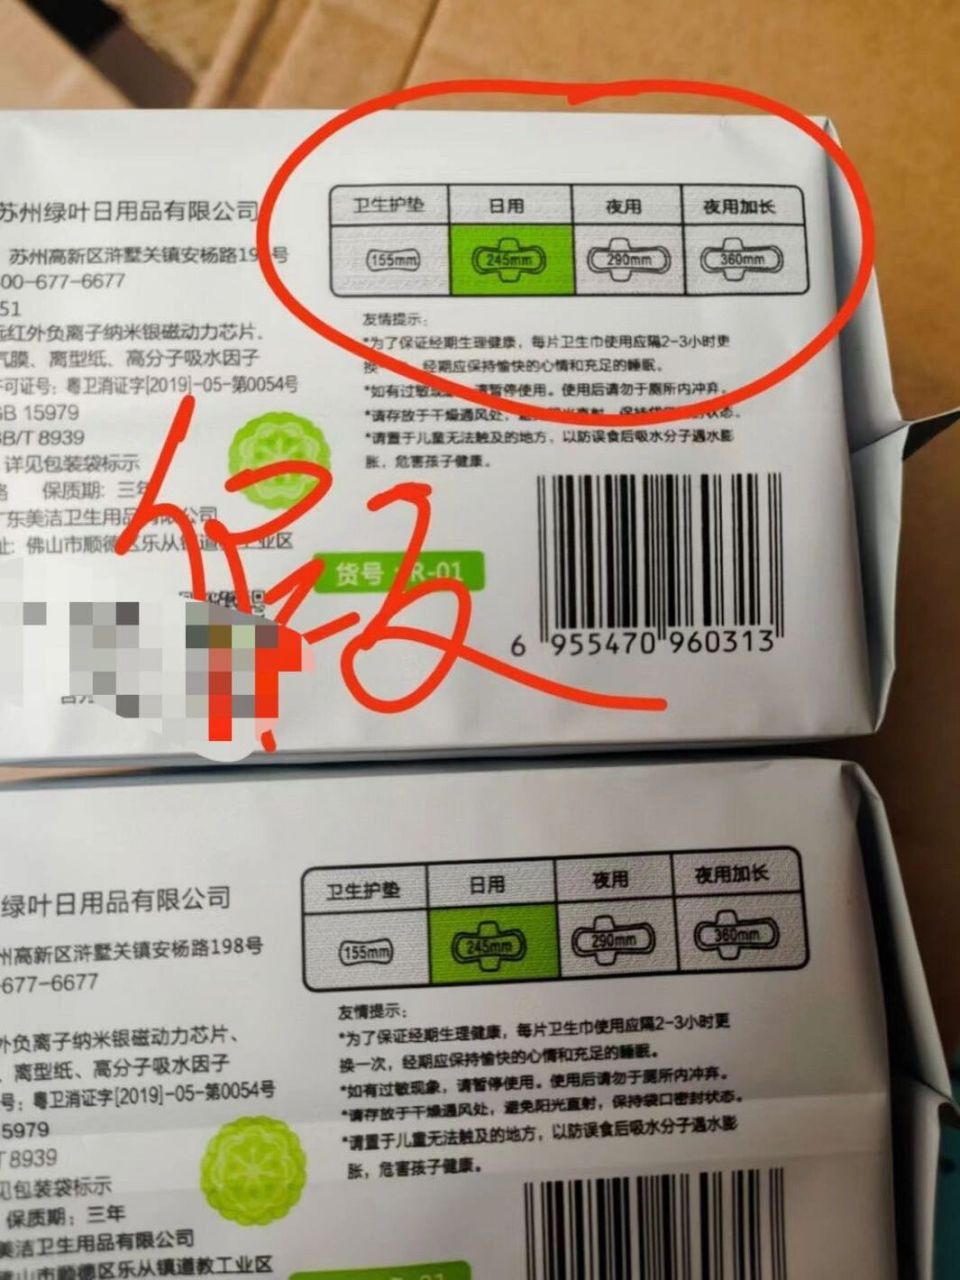 苏州绿叶日用品有限公司
苏州高新区浒墅关镇安杨路19 号
00-677-6677
51
远红外负离子纳米银磁动力芯片、
气膜、离型纸、高分子吸水因子
许可证号：粤卫消证字[2019]-05-第0054号
GB 15979
GB/T 8939
详见包装袋标示
格 保质期：三年
广东美洁卫生用品有限公司
址：佛山市顺德区乐从镇道教工业区
卫生护垫 日用 夜用 夜用加长
155mm 245mm 290mm 360mm
友情提示：
*为了保证经期生理健康，每片卫生巾使用应隔2-3小时更
换一 经期应保持愉快的心情和充足的睡眠。
*如有过敏现象，请暂停使用。使用后请勿于厕所内冲弃。
*请存放于干燥通风处， 保持袋口密封状态。
*请置于儿童无法触及的地方，以防误食后吸水分子遇水膨
胀，危害孩子健康。
假
货号：R-01
6 955470 960313
绿叶日用品有限公司
州高新区浒墅关镇安杨路198号
-677-6677
外负离子纳米银磁动力芯片、
、离型纸、高分子吸水因子
号：粤卫消证字[2019]-05-第0054号
5979
T 8939
见包装袋标示
保质期：三年
美洁卫生用品有限公司
山市顺德区乐从镇道教工业区
卫生护垫 日用 夜用 夜用加长
155mm 245mm 290mm 360mm
友情提示：
*为了保证经期生理健康，每片卫生巾使用应隔2-3小时更
换一次，经期应保持愉快的心情和充足的睡眠。
*如有过敏现象，请暂停使用。使用后请勿于厕所内冲弃。
*请存放于干燥通风处，避免阳光直射，保持袋口密封状态。
*请置于儿童无法触及的地方，以防误食后吸水分子遇水膨
胀，危害孩子健康。